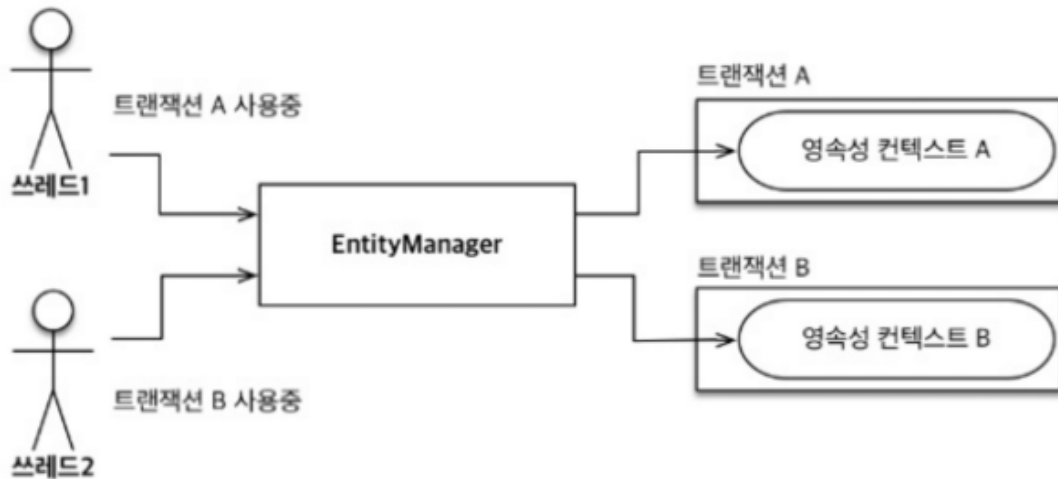 트랜잭션 A 사용중
쓰레드1
EntityManager
트랜잭션 A
영속성 컨텍스트 A
트랜잭션 B
영속성 컨텍스트 B
트랜잭션 B 사용중
쓰레드2